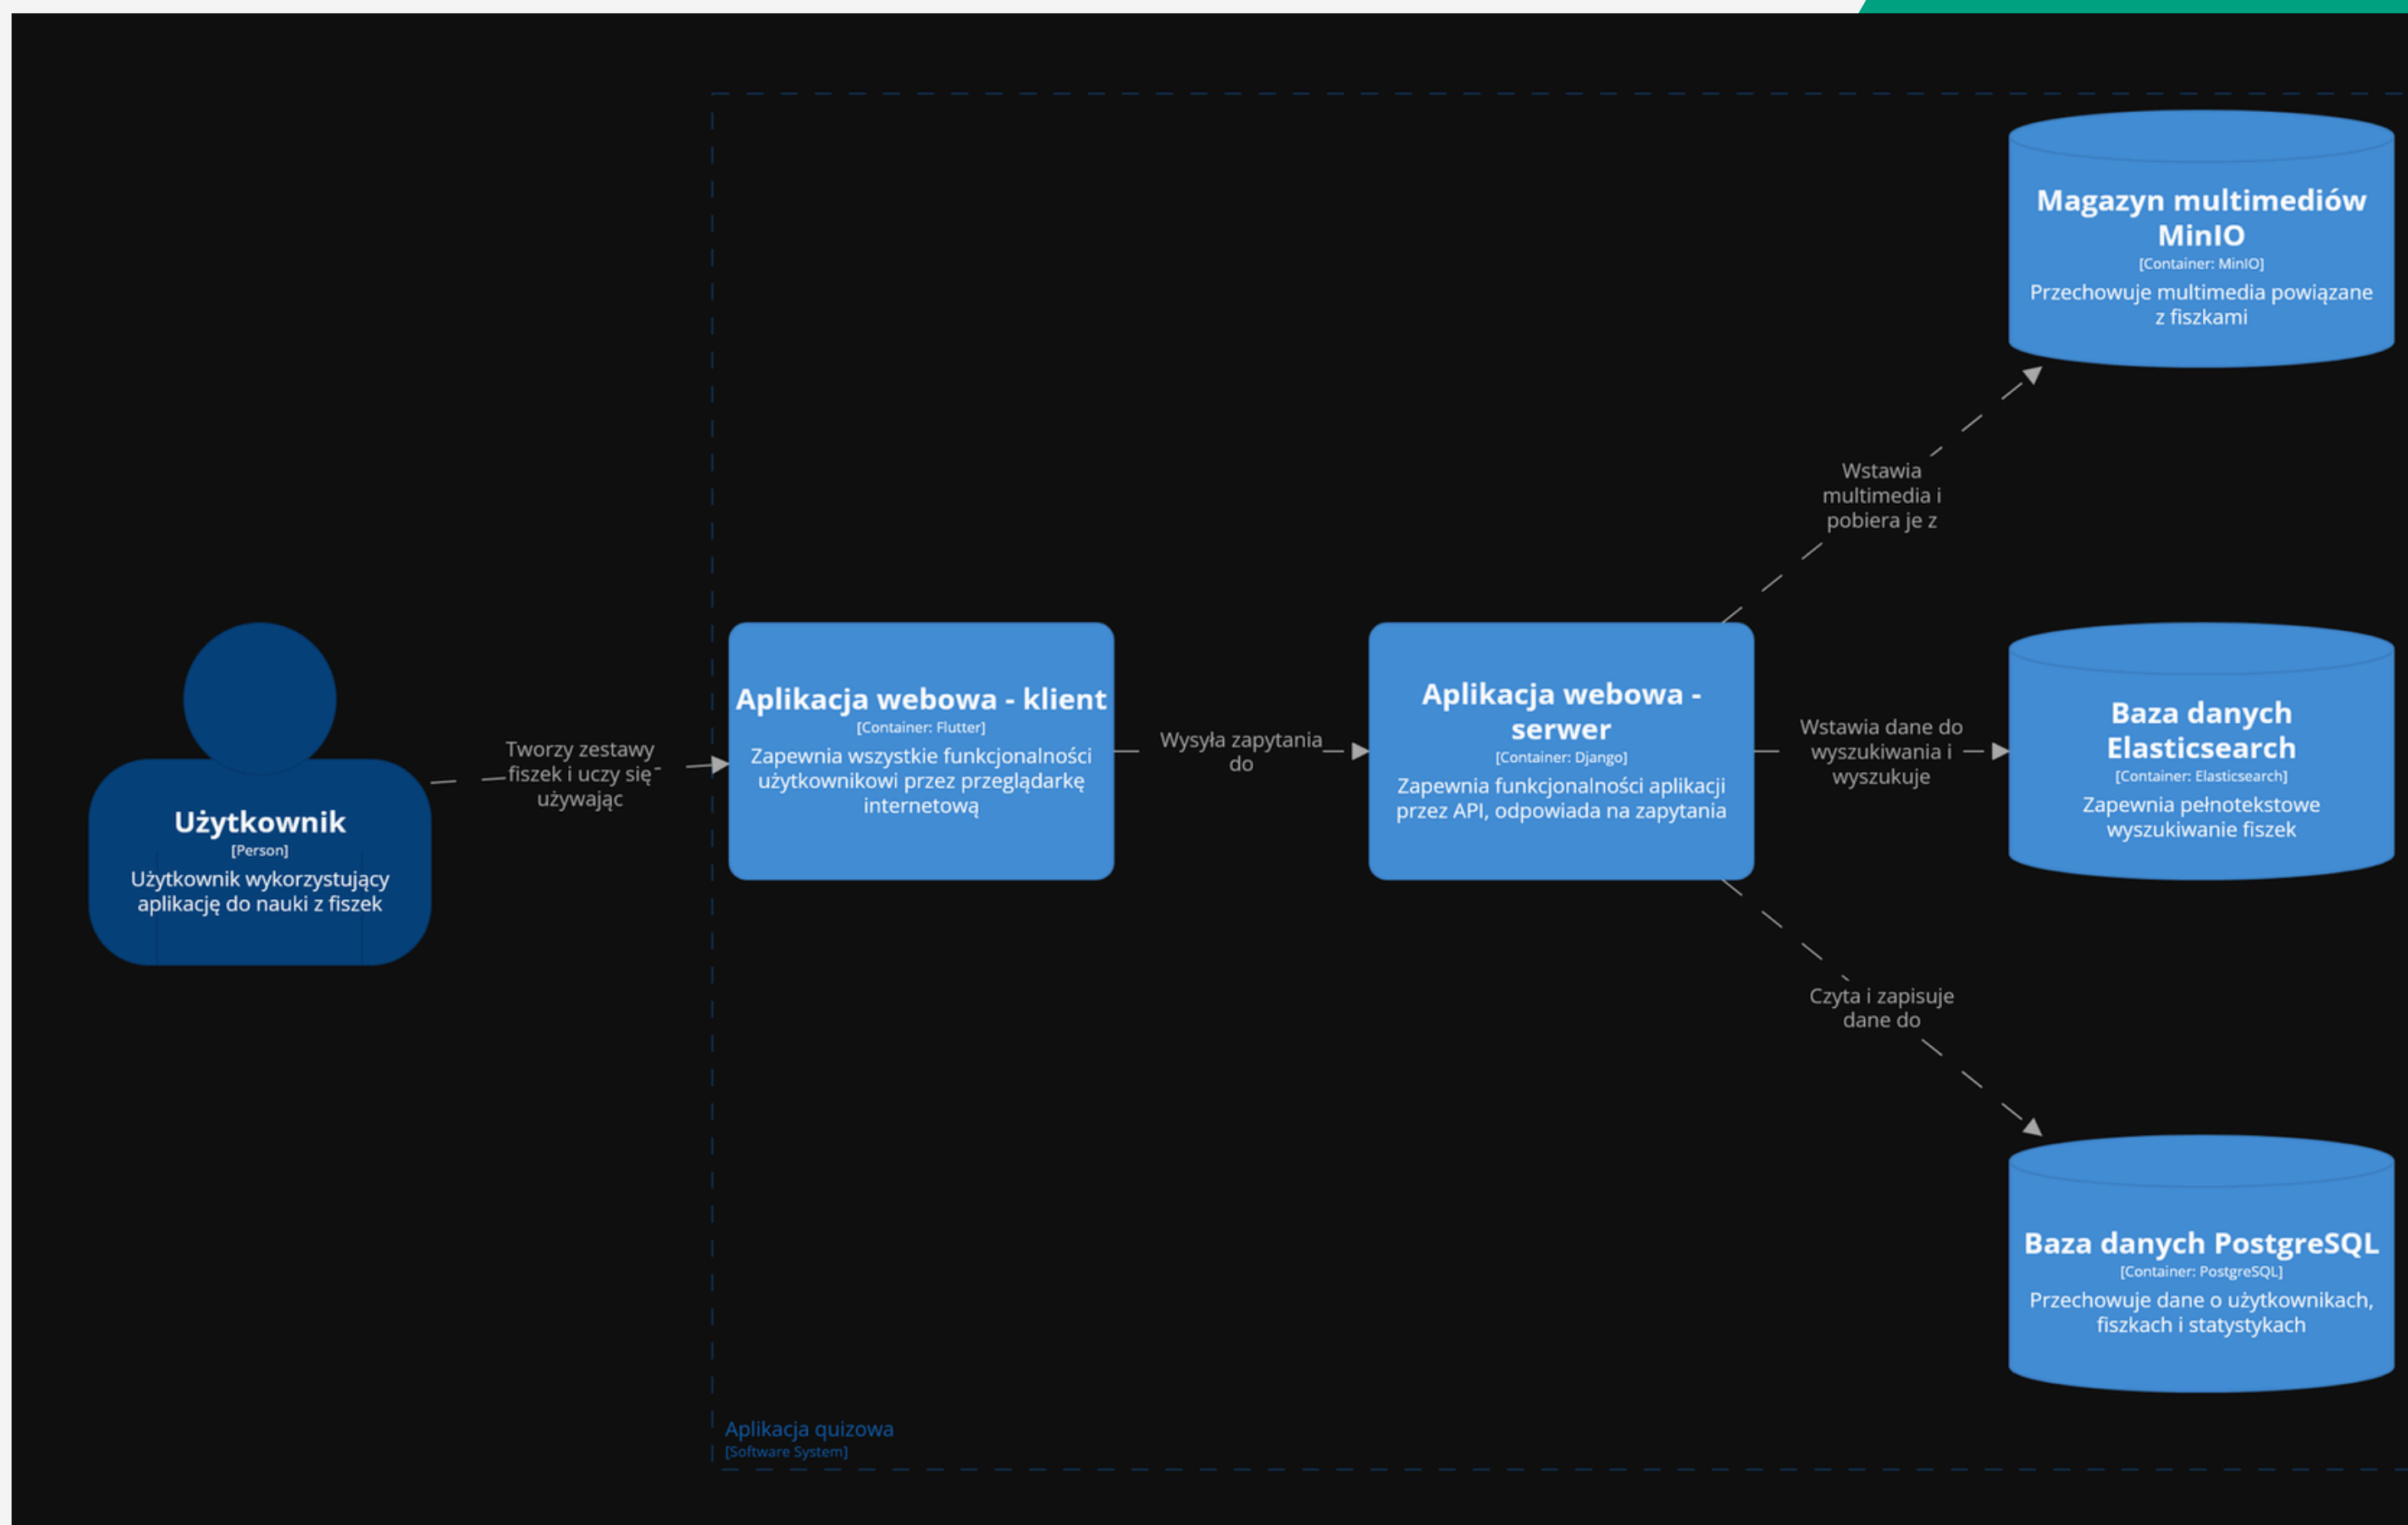 Magazyn multimediów
MinIO
[Container: MinIO]
Przechowuje multimedia powiązane
z fiszkami
Wstawia
multimedia i
pobiera je z
Użytkownik
[Person]
Użytkownik wykorzystujący
aplikację do nauki z fiszek
Tworzy zestawy
fiszek i uczy się
używając
Aplikacja webowa - klient
[Container: Flutter]
Zapewnia wszystkie funkcjonalności
użytkownikowi przez przeglądarkę
internetową
Wysyła zapytania
do
Aplikacja webowa -
serwer
[Container: Django]
Zapewnia funkcjonalności aplikacji
przez API, odpowiada na zapytania
Wstawia dane do
wyszukiwania i
wyszukuje
Baza danych
Elasticsearch
[Container: Elasticsearch]
Zapewnia pełnotekstowe
wyszukiwanie fiszek
Czyta i zapisuje
dane do
Baza danych PostgreSQL
[Container: PostgreSQL]
Przechowuje dane o użytkownikach,
fiszkach i statystykach
Aplikacja quizowa
[Software System]